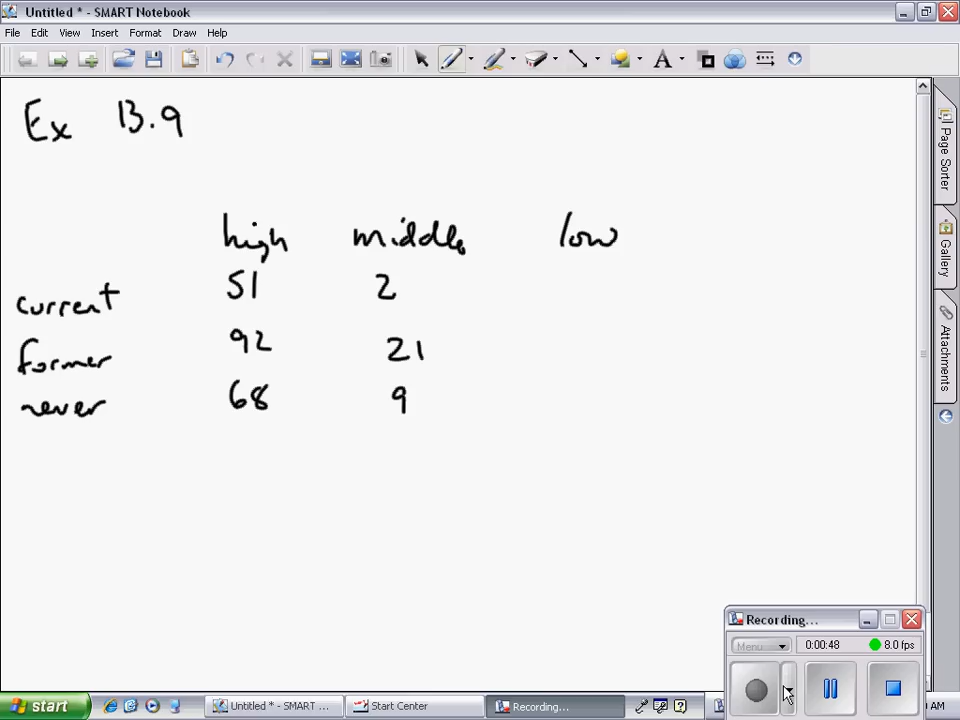 Untitled * - SMART Notebook
File Edit View Insert Format Draw Help
Ex 13.9
high middle low
current 51 2
former 92 21
never 68 9
Page Sorter
Gallery
Attachments
Recording...
Menu 0:00:48 8.0 fps
start Untitled * - SMART ... Start Center Recording... AM